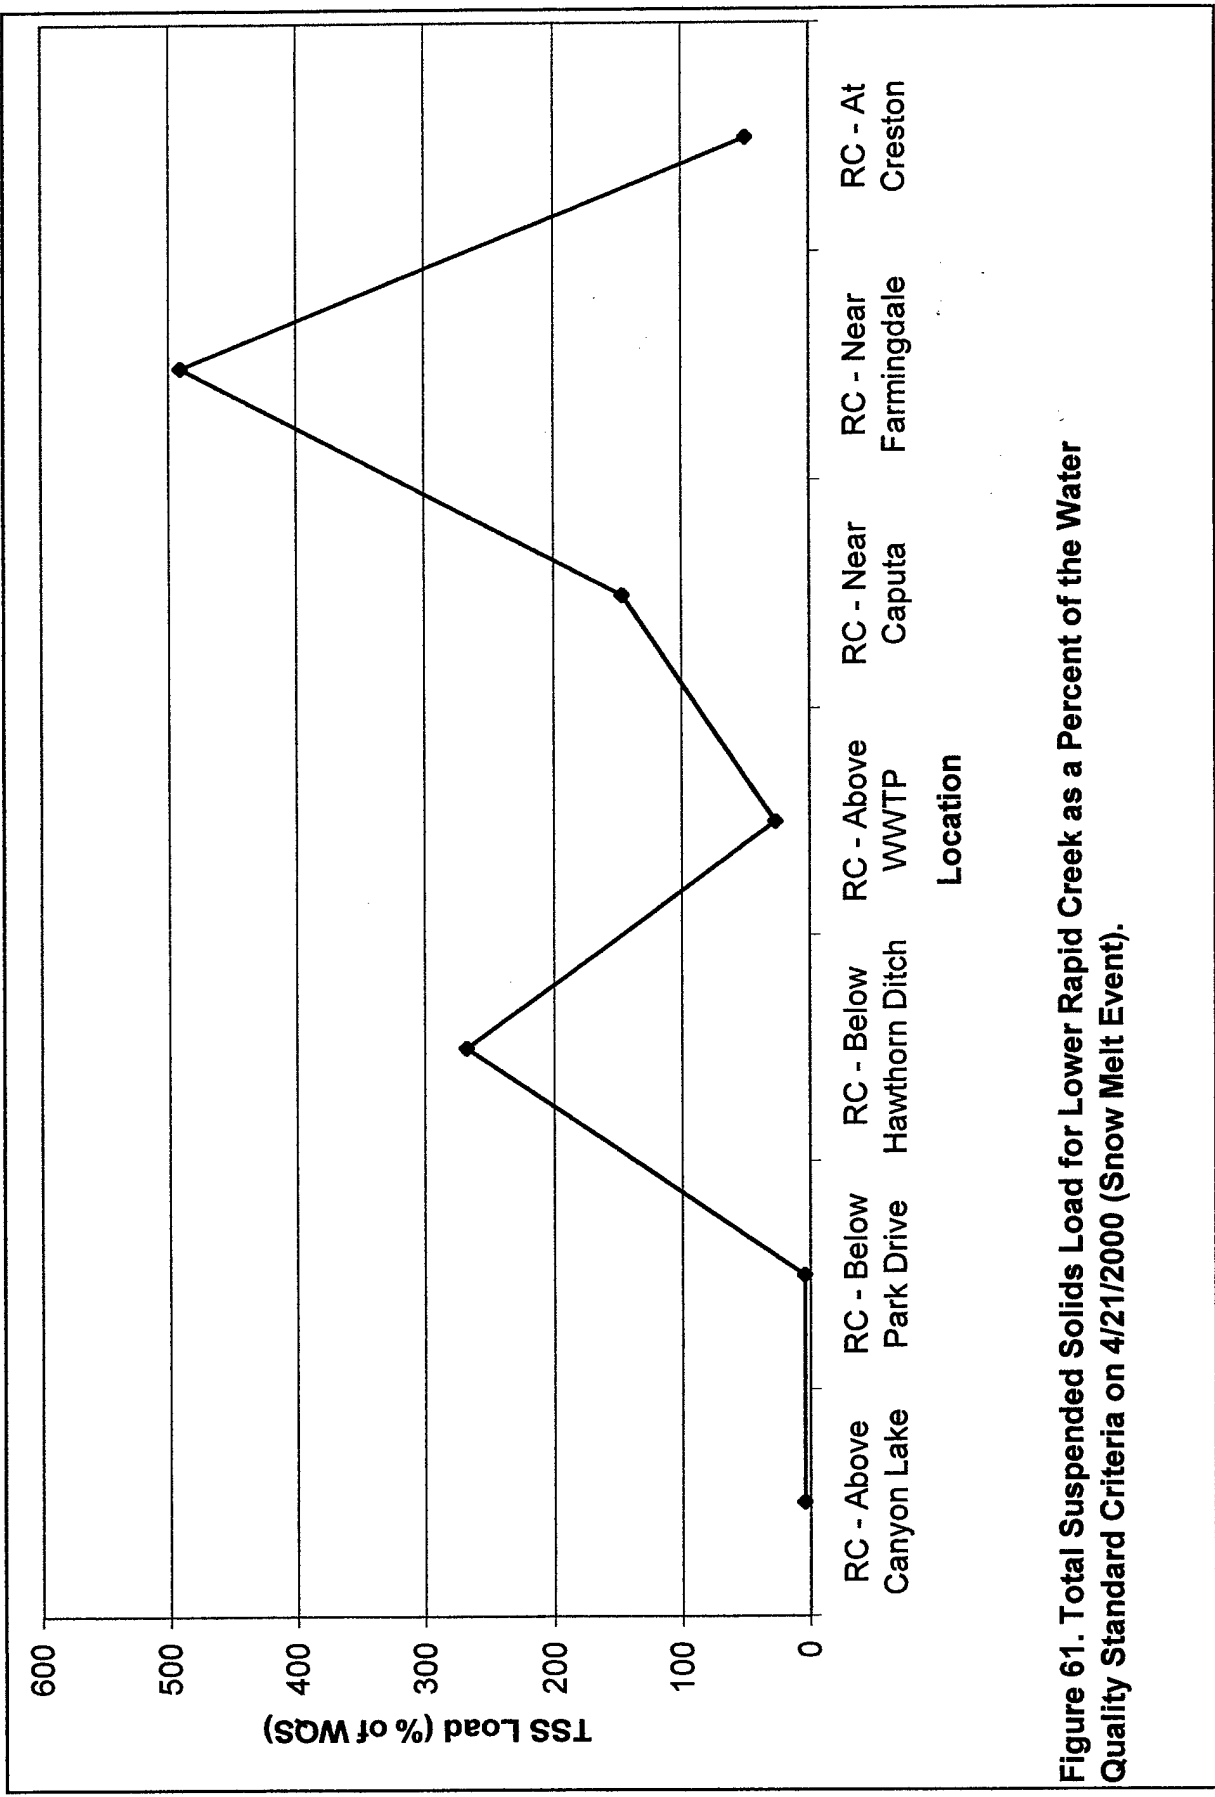 600
500
400
300
200
100
0
TSS Load (% of WQS)
RC - Above
Canyon Lake
RC - Below
Park Drive
RC - Below
Hawthorn Ditch
RC - Above
WWTP
RC - Near
Caputa
RC - Near
Farmingdale
RC - At
Creston
Location
Figure 61. Total Suspended Solids Load for Lower Rapid Creek as a Percent of the Water
Quality Standard Criteria on 4/21/2000 (Snow Melt Event).